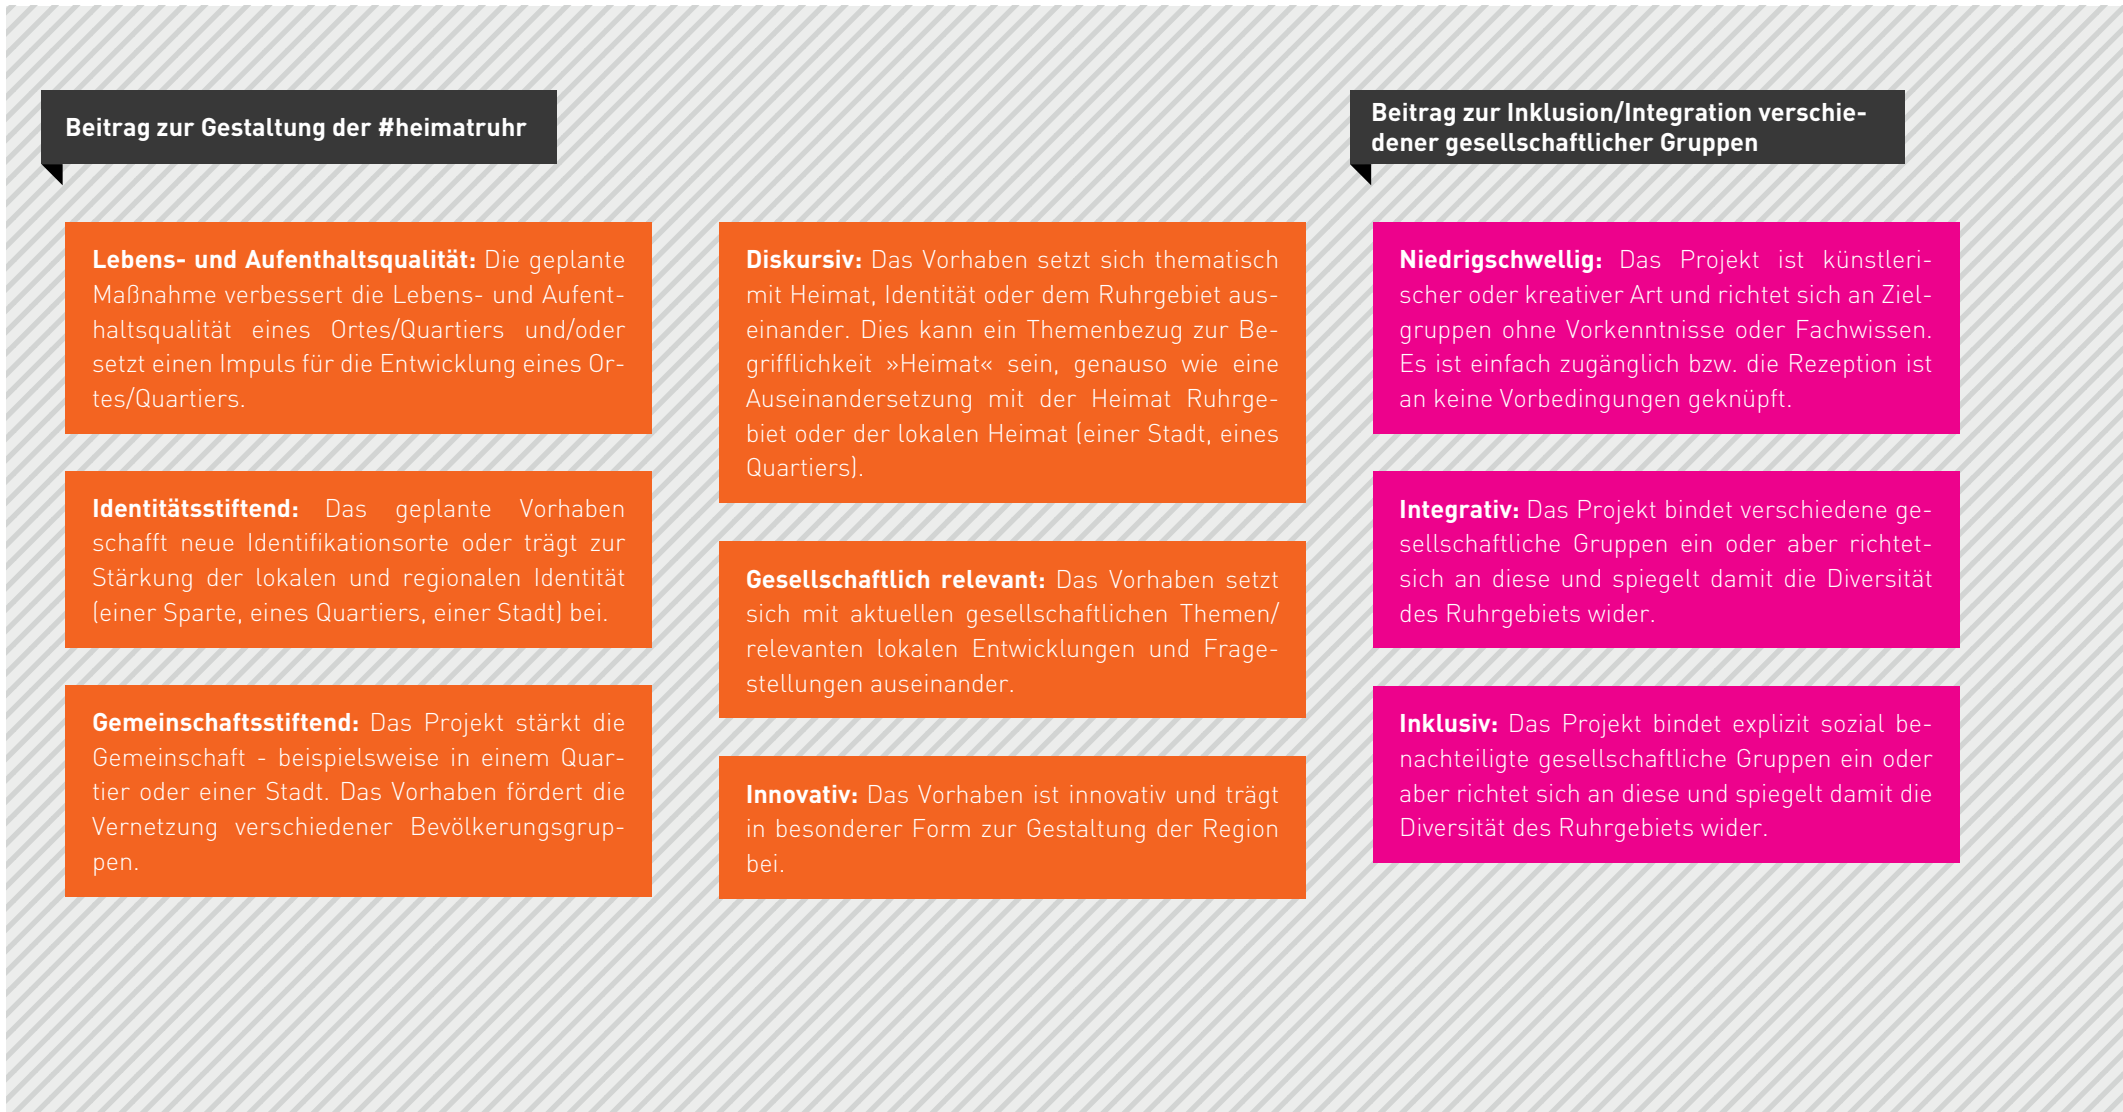 Beitrag zur Gestaltung der #heimatruhr
Lebens- und Aufenthaltsqualität: Die geplante
Maßnahme verbessert die Lebens- und Aufent-
haltsqualität eines Ortes/Quartiers und/oder
setzt einen Impuls für die Entwicklung eines Or-
tes/Quartiers.
Identitätsstiftend: Das geplante Vorhaben
schafft neue Identifikationsorte oder trägt zur
Stärkung der lokalen und regionalen Identität
(einer Sparte, eines Quartiers, einer Stadt) bei.
Gemeinschaftsstiftend: Das Projekt stärkt die
Gemeinschaft - beispielsweise in einem Quar-
tier oder einer Stadt. Das Vorhaben fördert die
Vernetzung verschiedener Bevölkerungsgrup-
pen.
Diskursiv: Das Vorhaben setzt sich thematisch
mit Heimat, Identität oder dem Ruhrgebiet aus-
einander. Dies kann ein Themenbezug zur Be-
grifflichkeit »Heimat« sein, genauso wie eine
Auseinandersetzung mit der Heimat Ruhrge-
biet oder der lokalen Heimat (einer Stadt, eines
Quartiers).
Gesellschaftlich relevant: Das Vorhaben setzt
sich mit aktuellen gesellschaftlichen Themen/
relevanten lokalen Entwicklungen und Frage-
stellungen auseinander.
Innovativ: Das Vorhaben ist innovativ und trägt
in besonderer Form zur Gestaltung der Region
bei.
Beitrag zur Inklusion/Integration verschie-
dener gesellschaftlicher Gruppen
Niedrigschwellig: Das Projekt ist künstleri-
scher oder kreativer Art und richtet sich an Ziel-
gruppen ohne Vorkenntnisse oder Fachwissen.
Es ist einfach zugänglich bzw. die Rezeption ist
an keine Vorbedingungen geknüpft.
Integrativ: Das Projekt bindet verschiedene ge-
sellschaftliche Gruppen ein oder aber richtet-
sich an diese und spiegelt damit die Diversität
des Ruhrgebiets wider.
Inklusiv: Das Projekt bindet explizit sozial be-
nachteiligte gesellschaftliche Gruppen ein oder
aber richtet sich an diese und spiegelt damit die
Diversität des Ruhrgebiets wider.